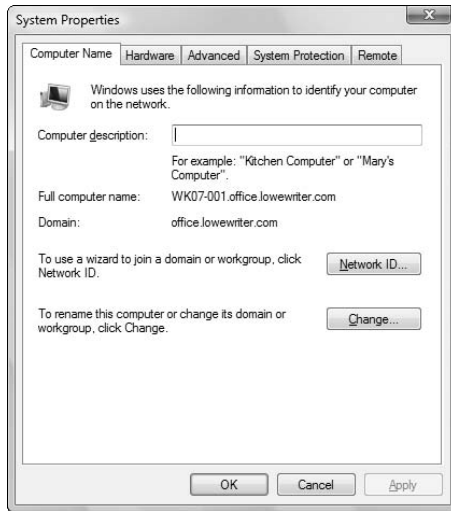 System Properties
X
Computer Name Hardware Advanced System Protection Remote
Windows uses the following information to identify your computer
on the network.
Computer description:
For example: "Kitchen Computer" or "Mary's
Computer".
Full computer name: WK07-001.office.lowewriter.com
Domain: office.lowewriter.com
To use a wizard to join a domain or workgroup, click
Network ID.
Network ID...
To rename this computer or change its domain or
workgroup, click Change.
Change...
OK Cancel Apply